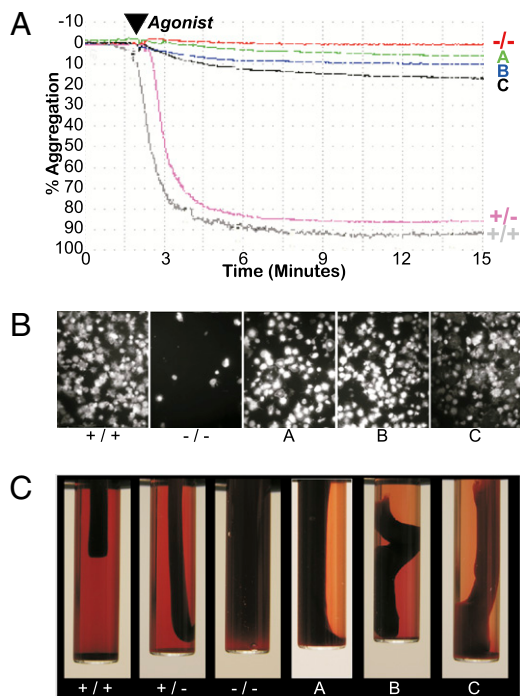 A
Agonist
-10
0
10
20
30
40
50
60
70
80
90
100
% Aggregation
-/-
A
B
C
+/-
+/+
0 3 6 9 12 15
Time (Minutes)
B
+ / + - / - A B C
C
+ / + + / - - / - A B C